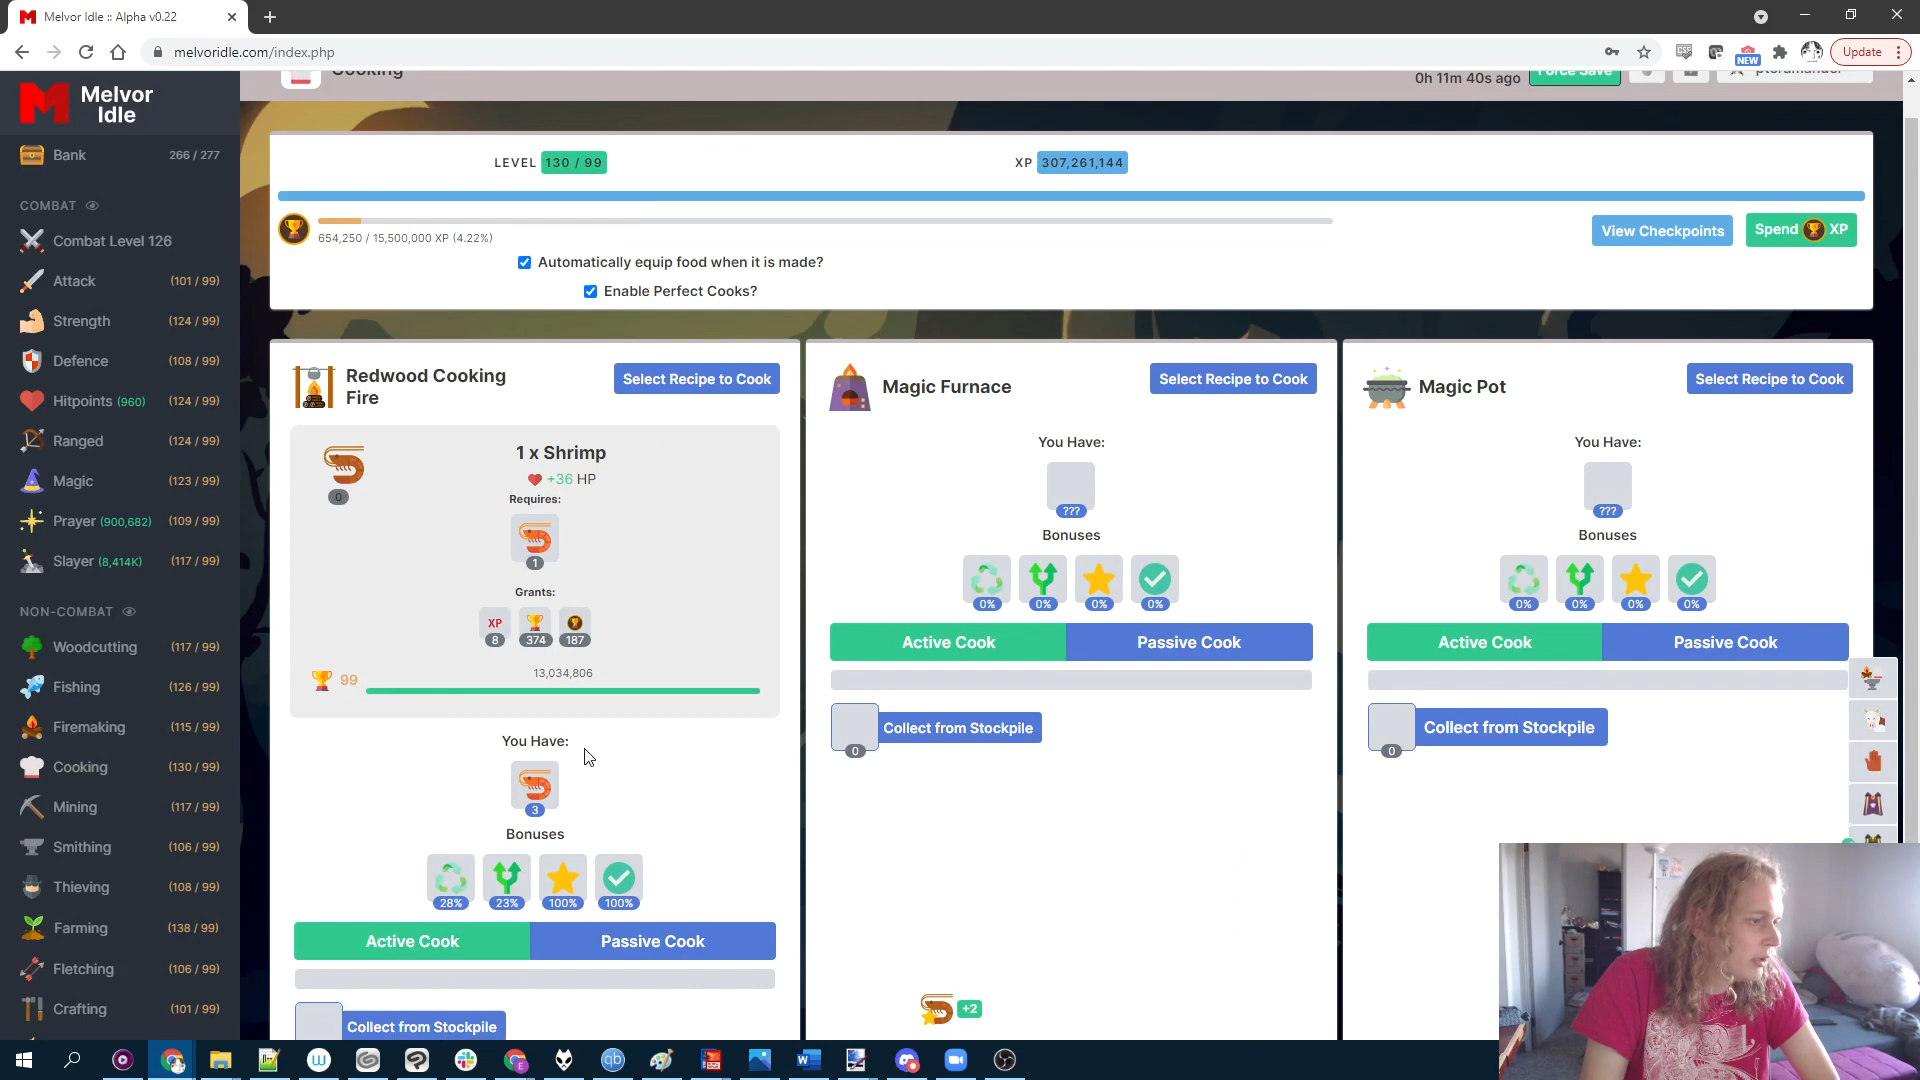 Melvor Idle :: Alpha v0.22
melvoridle.com/index.php
NEW
Update
Melvor
Idle
Cooking
0h 11m 40s ago
Force Save
Bank 266 / 277
COMBAT
Combat Level 126
Attack (101 / 99)
Strength (124 / 99)
Defence (108 / 99)
Hitpoints (960) (124 / 99)
Ranged (124 / 99)
Magic (123 / 99)
Prayer (900,682) (109 / 99)
Slayer (8,414K) (117 / 99)
NON-COMBAT
Woodcutting (117 / 99)
Fishing (126 / 99)
Firemaking (115 / 99)
Cooking (130 / 99)
Mining (117 / 99)
Smithing (106 / 99)
Thieving (108 / 99)
Farming (138 / 99)
Fletching (106 / 99)
Crafting (101 / 99)
LEVEL 130 / 99
XP 307,261,144
654,250 / 15,500,000 XP (4.22%)
View Checkpoints
Spend XP
Automatically equip food when it is made?
Enable Perfect Cooks?
Redwood Cooking
Fire
Select Recipe to Cook
1 x Shrimp
+36 HP
0
Requires:
1
Grants:
XP
8 374 187
13,034,806
99
You Have:
3
Bonuses
28% 23% 100% 100%
Active Cook Passive Cook
Collect from Stockpile
Magic Furnace
Select Recipe to Cook
You Have:
???
Bonuses
0% 0% 0% 0%
Active Cook Passive Cook
Collect from Stockpile
0
+2
Magic Pot
Select Recipe to Cook
You Have:
???
Bonuses
0% 0% 0% 0%
Active Cook Passive Cook
Collect from Stockpile
0